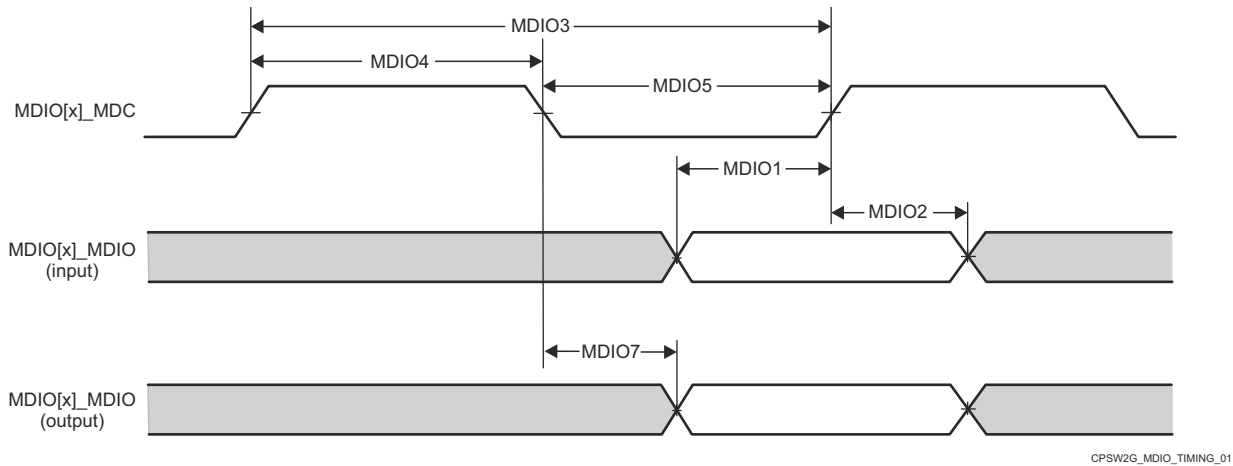 MDIO3
MDIO4
MDIO5
MDIO[x]_MDC
MDIO1
MDIO2
MDIO[x]_MDIO
(input)
MDIO7
MDIO[x]_MDIO
(output)
CPSW2G_MDIO_TIMING_01